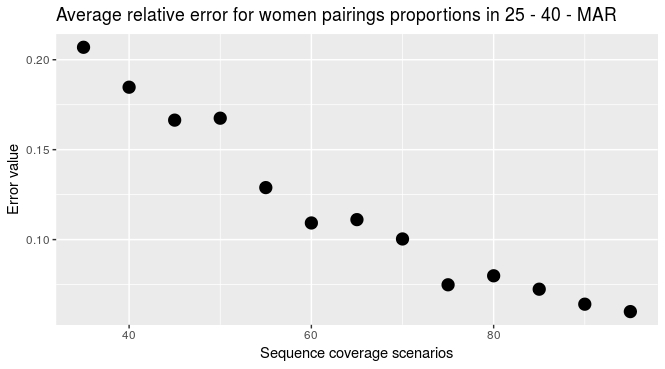 Average relative error for women pairings proportions in 25 - 40 - MAR
0.20
0.15
0.10
Error value
40
60
80
Sequence coverage scenarios